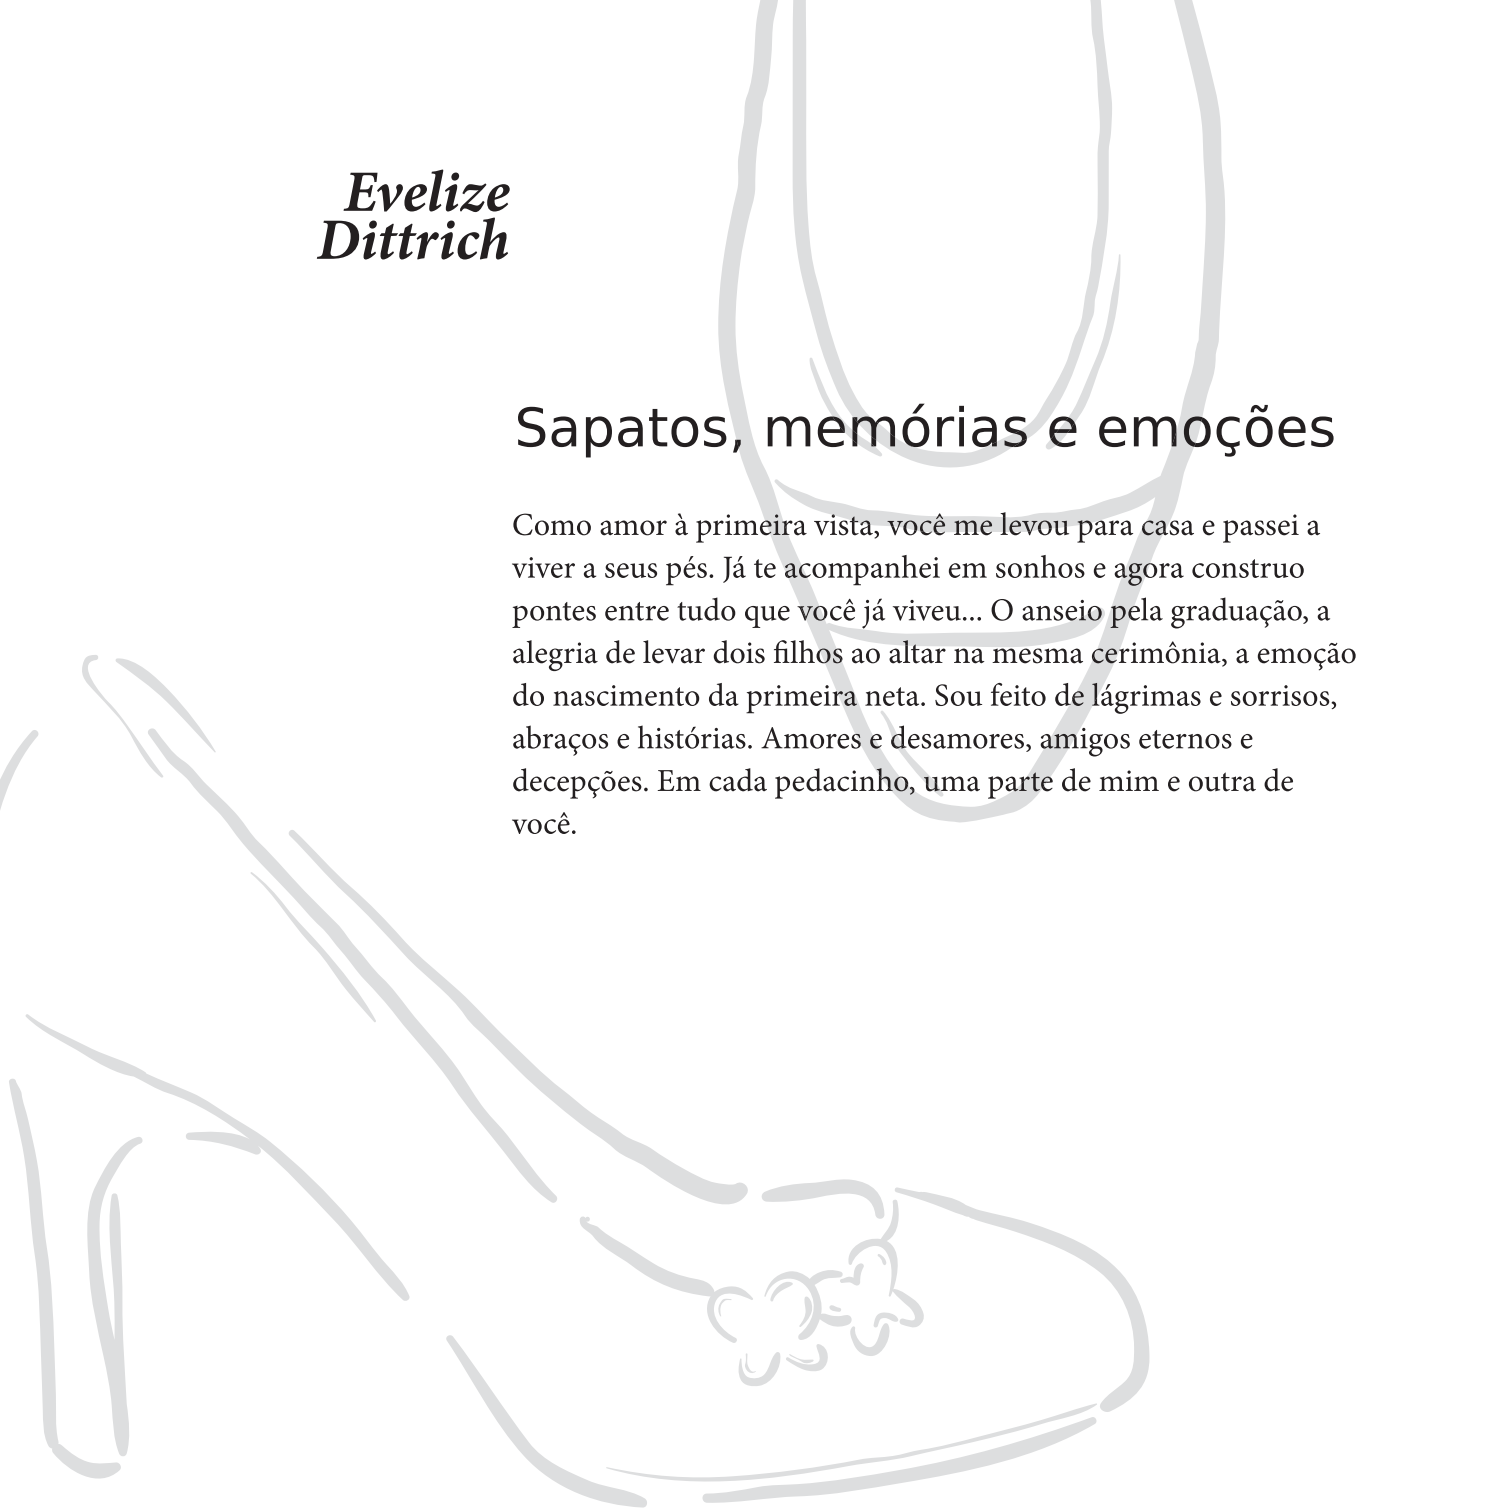 Evelize
Dittrich
Sapatos, memórias e emoções
Como amor à primeira vista, você me levou para casa e passei a
viver a seus pés. Já te acompanhei em sonhos e agora construo
pontes entre tudo que você já viveu... O anseio pela graduação, a
alegria de levar dois filhos ao altar na mesma cerimônia, a emoção
do nascimento da primeira neta. Sou feito de lágrimas e sorrisos,
abraços e histórias. Amores e desamores, amigos eternos e
decepções. Em cada pedacinho, uma parte de mim e outra de
você.